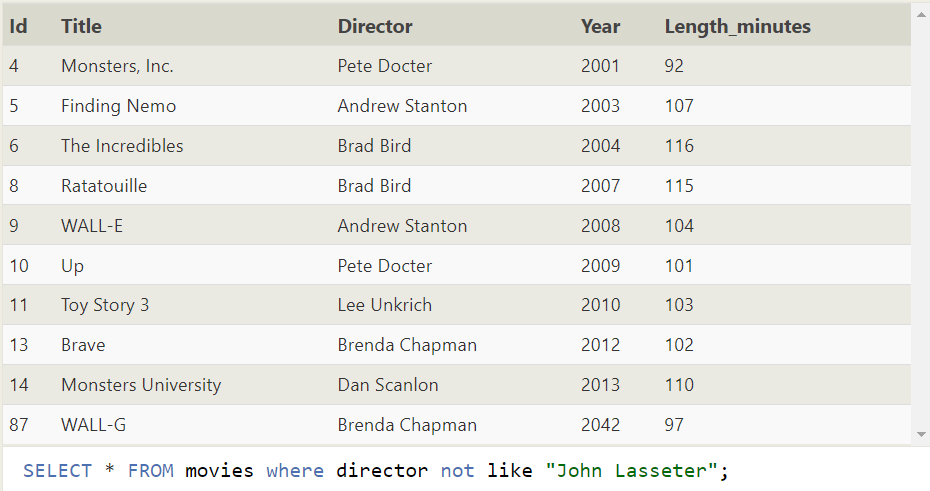 Id Title Director Year Length_minutes
4 Monsters, Inc. Pete Docter 2001 92
5 Finding Nemo Andrew Stanton 2003 107
6 The Incredibles Brad Bird 2004 116
8 Ratatouille Brad Bird 2007 115
9 WALL-E Andrew Stanton 2008 104
10 Up Pete Docter 2009 101
11 Toy Story 3 Lee Unkrich 2010 103
13 Brave Brenda Chapman 2012 102
14 Monsters University Dan Scanlon 2013 110
87 WALL-G Brenda Chapman 2042 97
SELECT * FROM movies where director not like "John Lasseter";